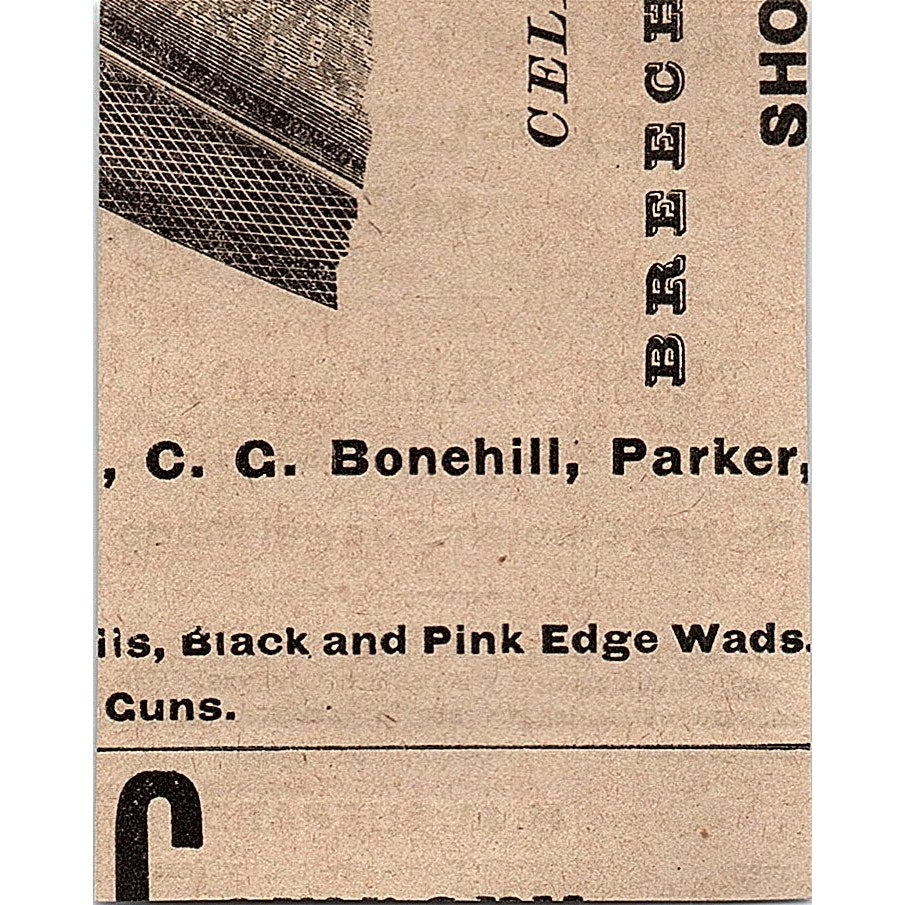 CEL
BREECH
SHO
, C. G. Bonehill, Parker,
ils, Black and Pink Edge Wads.
Guns.